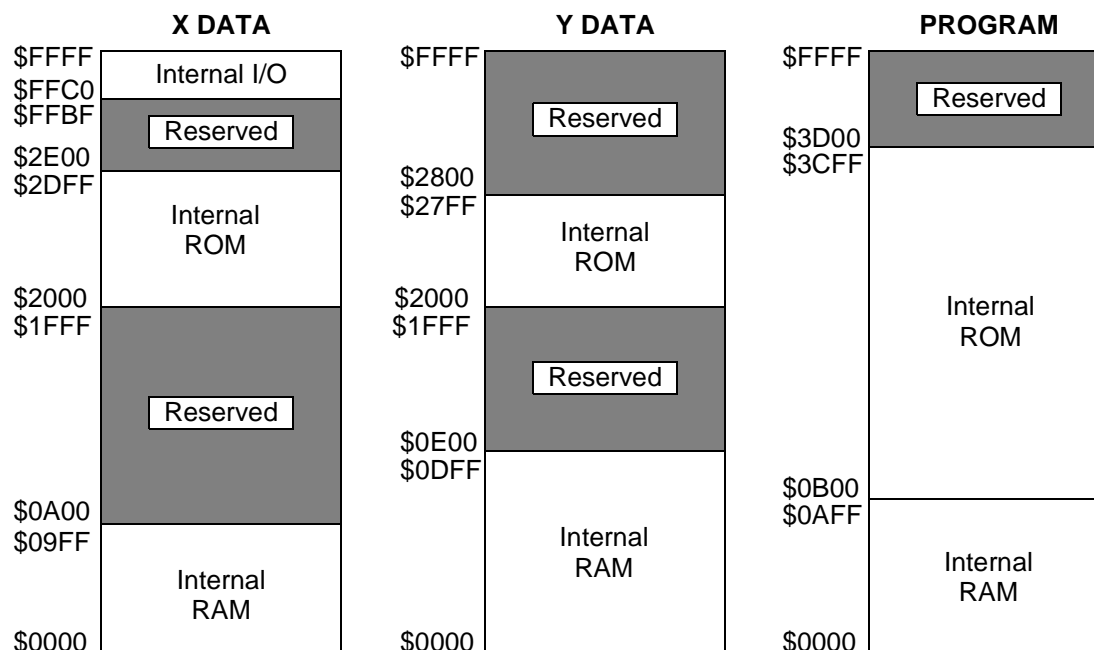 X DATA
$FFFF
Internal I/O
$FFC0
$FFBF
Reserved
$2E00
$2DFF
Internal
ROM
$2000
$1FFF
Reserved
$0A00
$09FF
Internal
RAM
$0000
Y DATA
$FFFF
Reserved
$2800
$27FF
Internal
ROM
$2000
$1FFF
Reserved
$0E00
$0DFF
Internal
RAM
$0000
PROGRAM
$FFFF
Reserved
$3D00
$3CFF
Internal
ROM
$0B00
$0AFF
Internal
RAM
$0000